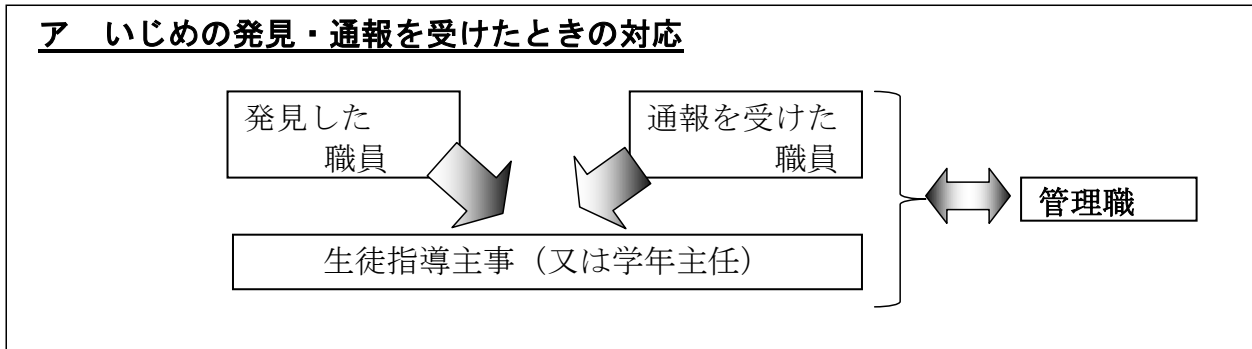 ア　いじめの発見・通報を受けたときの対応
発見した
職員
通報を受けた
職員
管理職
生徒指導主事（又は学年主任）